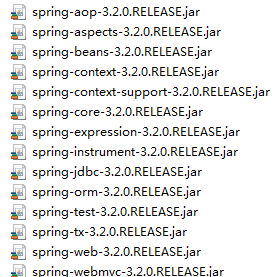 spring-aop-3.2.0.RELEASE.jar
spring-aspects-3.2.0.RELEASE.jar
spring-beans-3.2.0.RELEASE.jar
spring-context-3.2.0.RELEASE.jar
spring-context-support-3.2.0.RELEASE.jar
spring-core-3.2.0.RELEASE.jar
spring-expression-3.2.0.RELEASE.jar
spring-instrument-3.2.0.RELEASE.jar
spring-jdbc-3.2.0.RELEASE.jar
spring-orm-3.2.0.RELEASE.jar
spring-test-3.2.0.RELEASE.jar
spring-tx-3.2.0.RELEASE.jar
spring-web-3.2.0.RELEASE.jar
spring-webmvc-3.2.0.RELEASE.jar